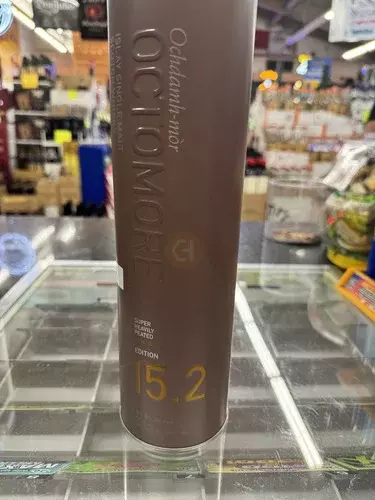 Ochdamh-mòr
OCTOMORE
ISLAY SINGLE MALT
SUPER
HEAVILY
PEATED
EDITION
15.2